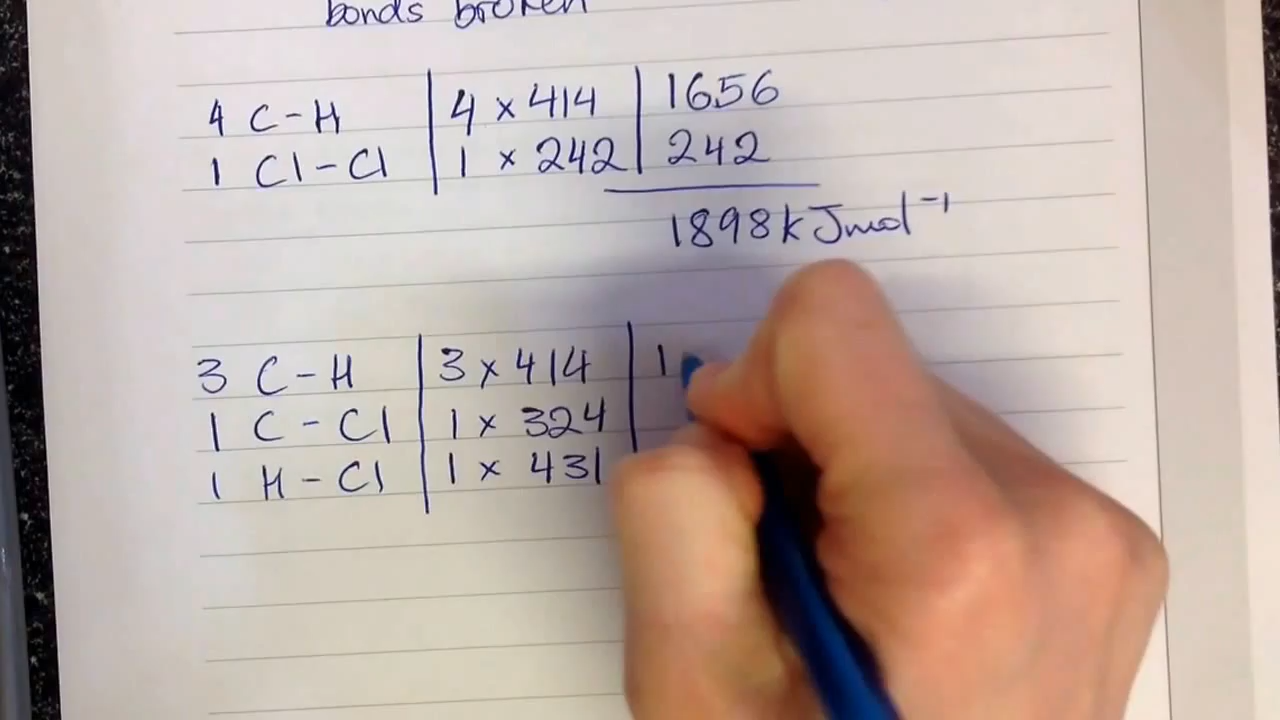 bonds broken
4 C-H | 4 × 414 | 1656
1 Cl-Cl | 1 × 242 | 242
1898 kJmol⁻¹
3 C-H | 3 × 414 | 1
1 C-Cl | 1 × 324
1 H-Cl | 1 × 431